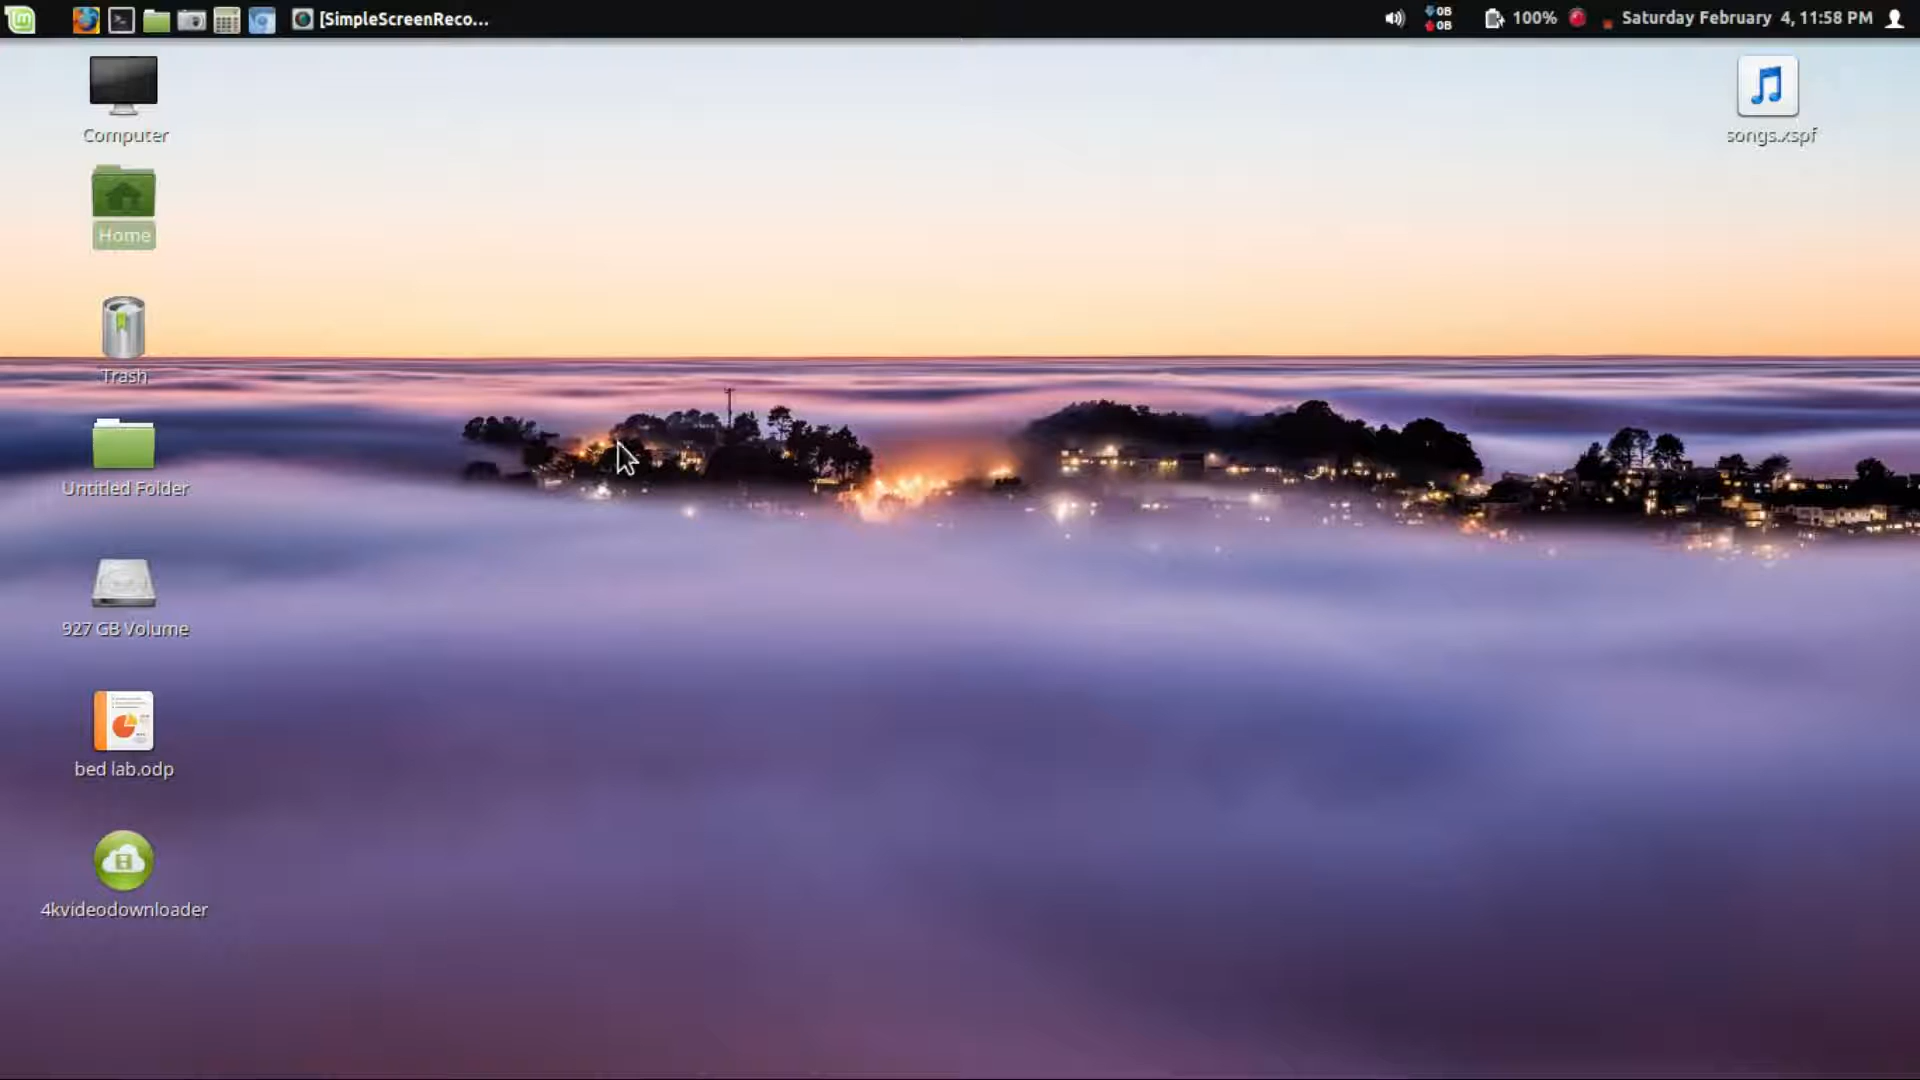 [SimpleScreenReco...
0B
0B
100%
Saturday February 4, 11:58 PM
Computer
songs.xspf
Home
Trash
Untitled Folder
927 GB Volume
bed lab.odp
4kvideodownloader